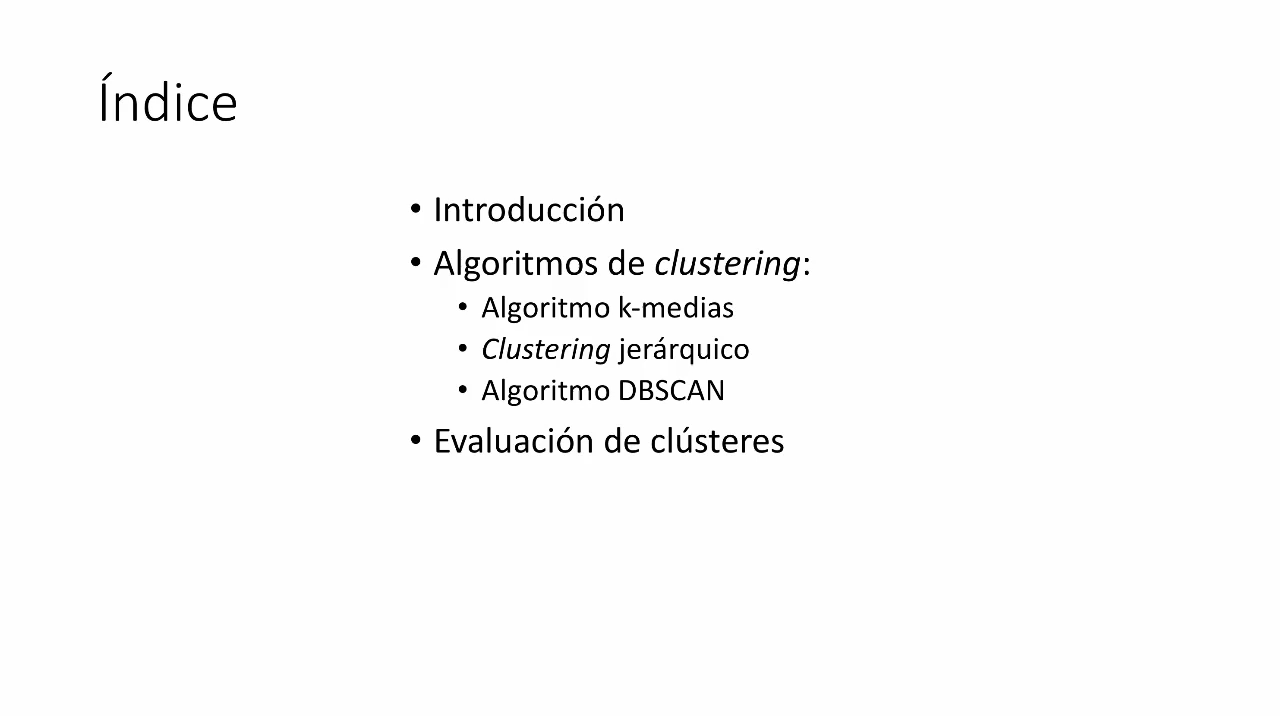 Índice
• Introducción
• Algoritmos de clustering:
• Algoritmo k-medias
• Clustering jerárquico
• Algoritmo DBSCAN
• Evaluación de clústeres